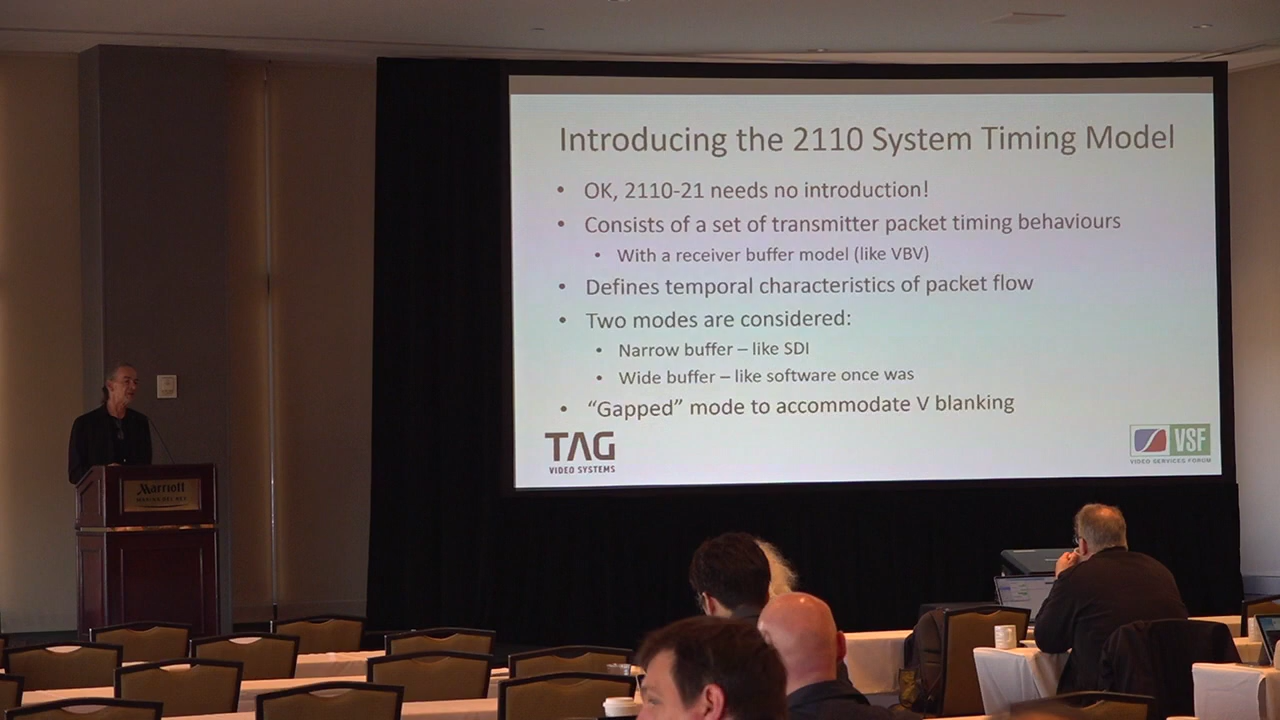 Introducing the 2110 System Timing Model
• OK, 2110-21 needs no introduction!
• Consists of a set of transmitter packet timing behaviours
• With a receiver buffer model (like VBV)
• Defines temporal characteristics of packet flow
• Two modes are considered:
• Narrow buffer – like SDI
• Wide buffer – like software once was
• “Gapped” mode to accommodate V blanking
TAG
VIDEO SYSTEMS
VSF
VIDEO SERVICES FORUM
Marriott
MARINA DEL REY